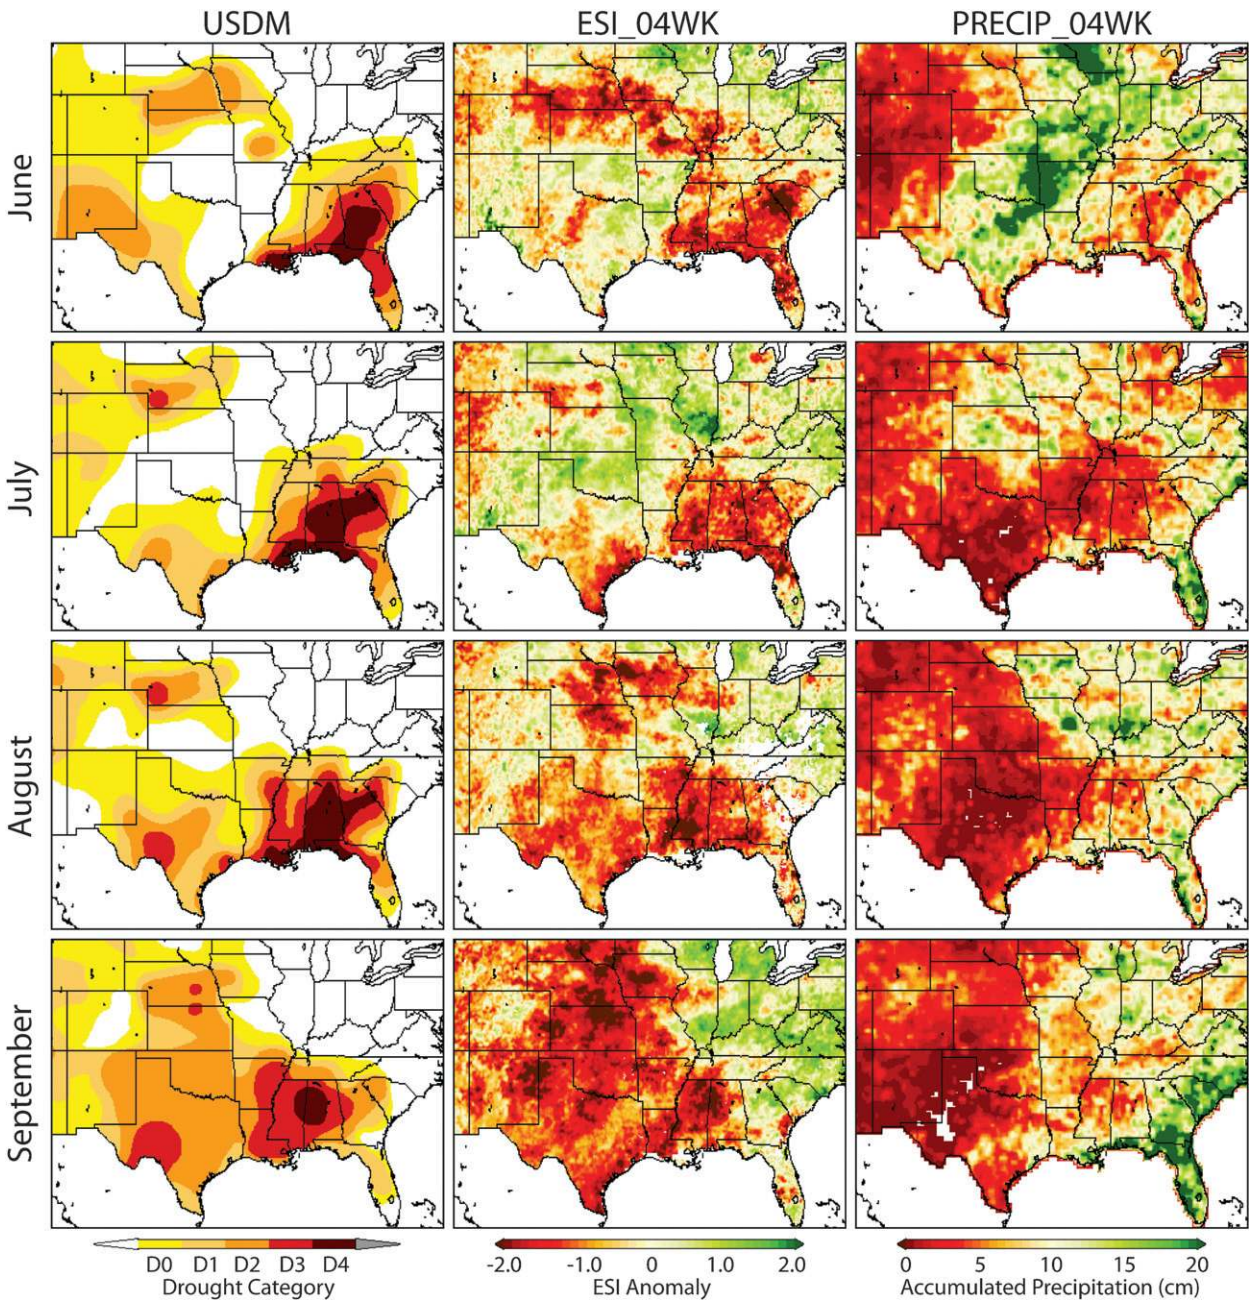 USDM ESI_04WK PRECIP_04WK
June
July
August
September
D0 D1 D2 D3 D4
Drought Category
-2.0 -1.0 0 1.0 2.0
ESI Anomaly
0 5 10 15 20
Accumulated Precipitation (cm)